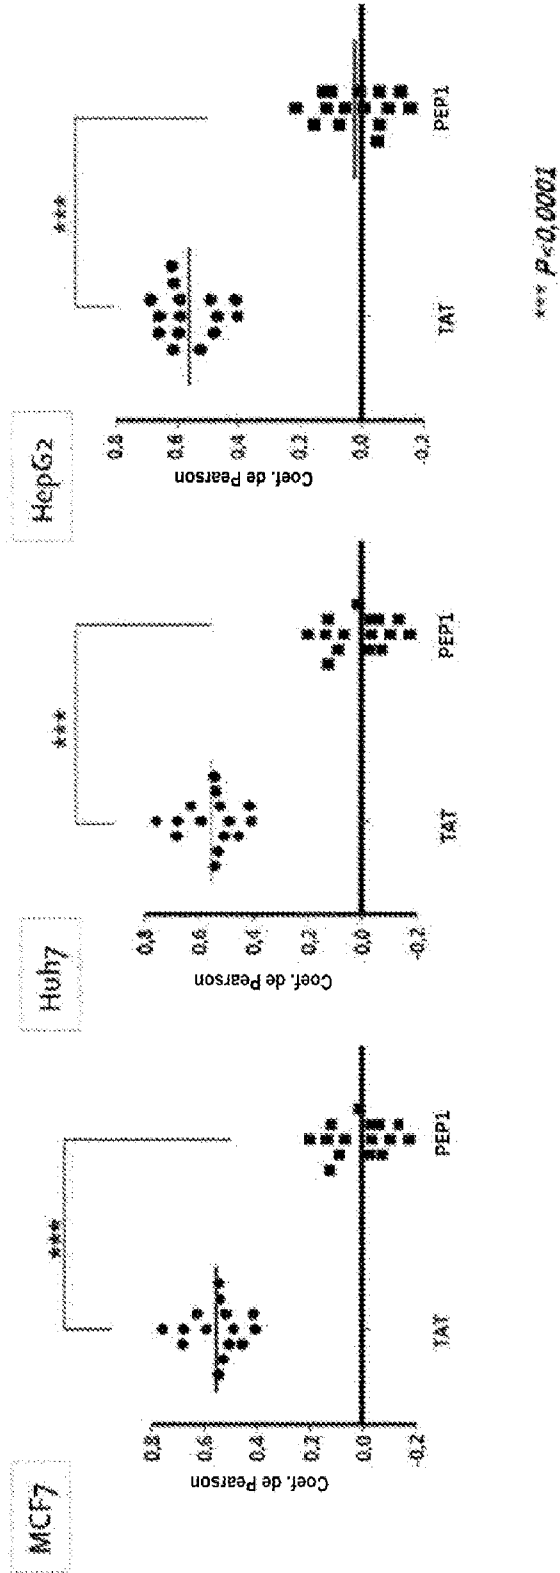 MCF7
***
Coef. de Pearson
0,8
0,6
0,4
0,2
0,0
-0,2
TAT
PEP1
Huh7
***
Coef. de Pearson
0,8
0,6
0,4
0,2
0,0
-0,2
TAT
PEP1
HepG2
***
Coef. de Pearson
0,8
0,6
0,4
0,2
0,0
-0,2
TAT
PEP1
*** P<0,0001